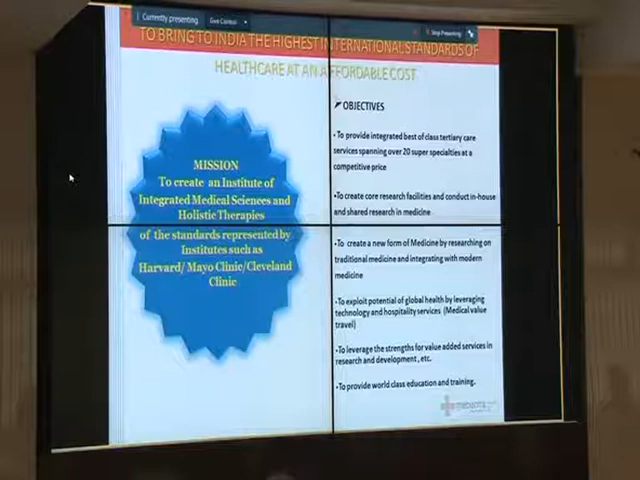 Currently presenting Give Control Stop Presenting
TO BRING TO INDIA THE HIGHEST INTERNATIONAL STANDARDS OF
HEALTHCARE AT AN AFFORDABLE COST
MISSION
To create an Institute of
Integrated Medical Sciences and
Holistic Therapies
of the standards represented by
Institutes such as
Harvard/ Mayo Clinic/Cleveland
Clinic
OBJECTIVES
•To provide integrated best of class tertiary care
services spanning over 20 super specialties at a
competitive price
•To create core research facilities and conduct in-house
and shared research in medicine
•To create a new form of Medicine by researching on
traditional medicine and integrating with modern
medicine
•To exploit potential of global health by leveraging
technology and hospitality services (Medical value
travel)
•To leverage the strengths for value added services in
research and development , etc.
•To provide world class education and training.
medanta